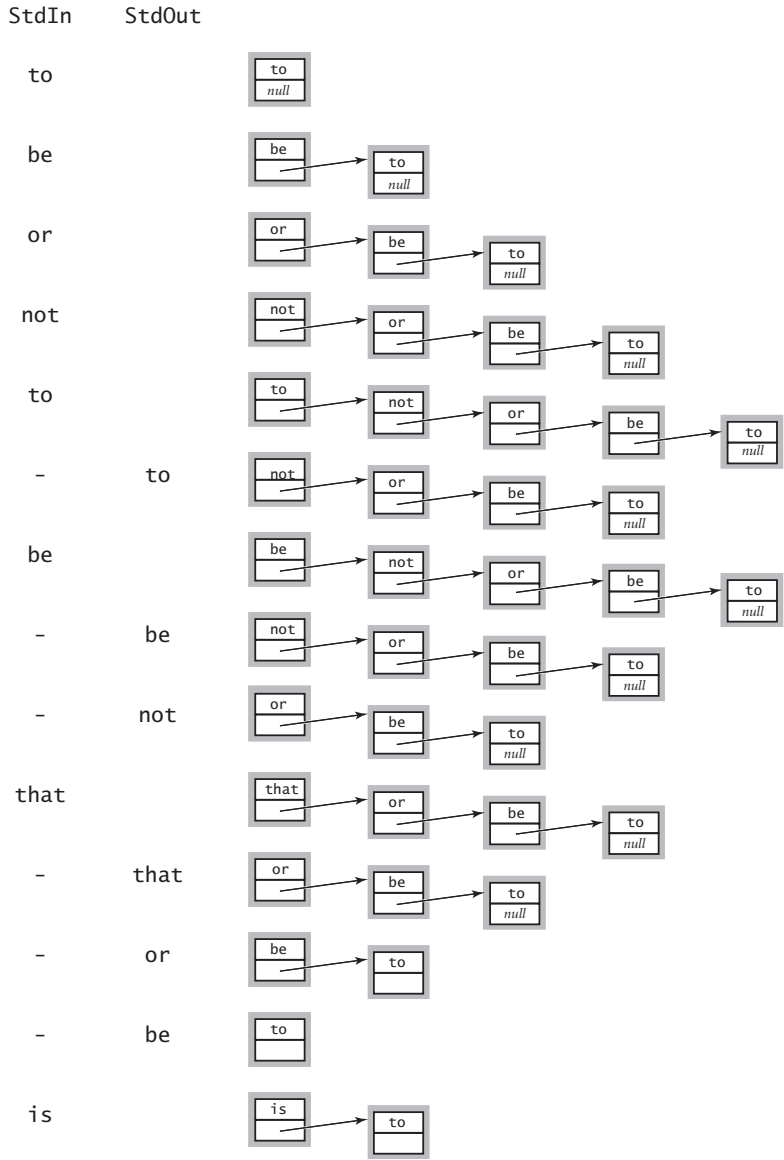 StdIn StdOut
to to
null
be be to
null
or or be to
null
not not or be to
null
to to not or be to
null
- to not or be to
null
be be not or be to
null
- be not or be to
null
- not or be to
null
that that or be to
null
- that or be to
null
- or be to
- be to
is is to